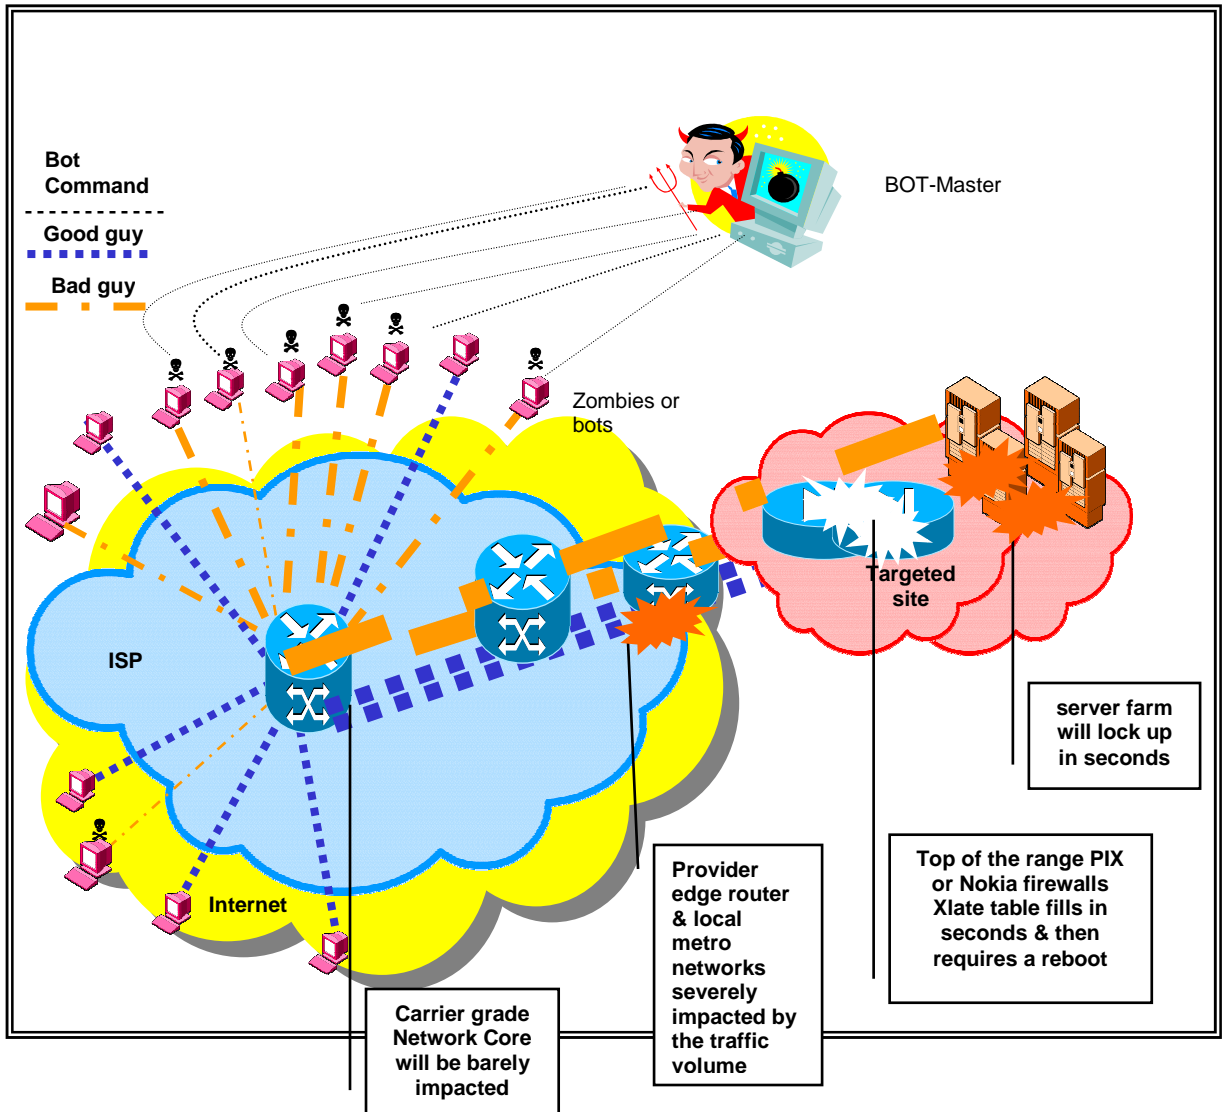 Bot
Command
Good guy
Bad guy
BOT-Master
Zombies or
bots
Targeted
site
ISP
Internet
server farm
will lock up
in seconds
Top of the range PIX
or Nokia firewalls
Xlate table fills in
seconds & then
requires a reboot
Provider
edge router
& local
metro
networks
severely
impacted by
the traffic
volume
Carrier grade
Network Core
will be barely
impacted